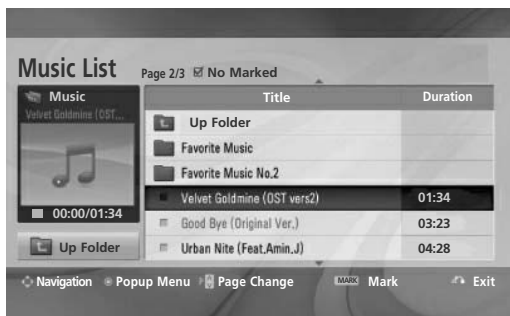 Music List Page 2/3 No Marked
Music
Velvet Goldmine (OST...
00:00/01:34
Up Folder
Title Duration
Up Folder
Favorite Music
Favorite Music No.2
Velvet Goldmine (OST vers2) 01:34
Good Bye (Original Ver.) 03:23
Urban Nite (Feat.Amin.J) 04:28
Navigation Popup Menu Page Change MARK Mark Exit